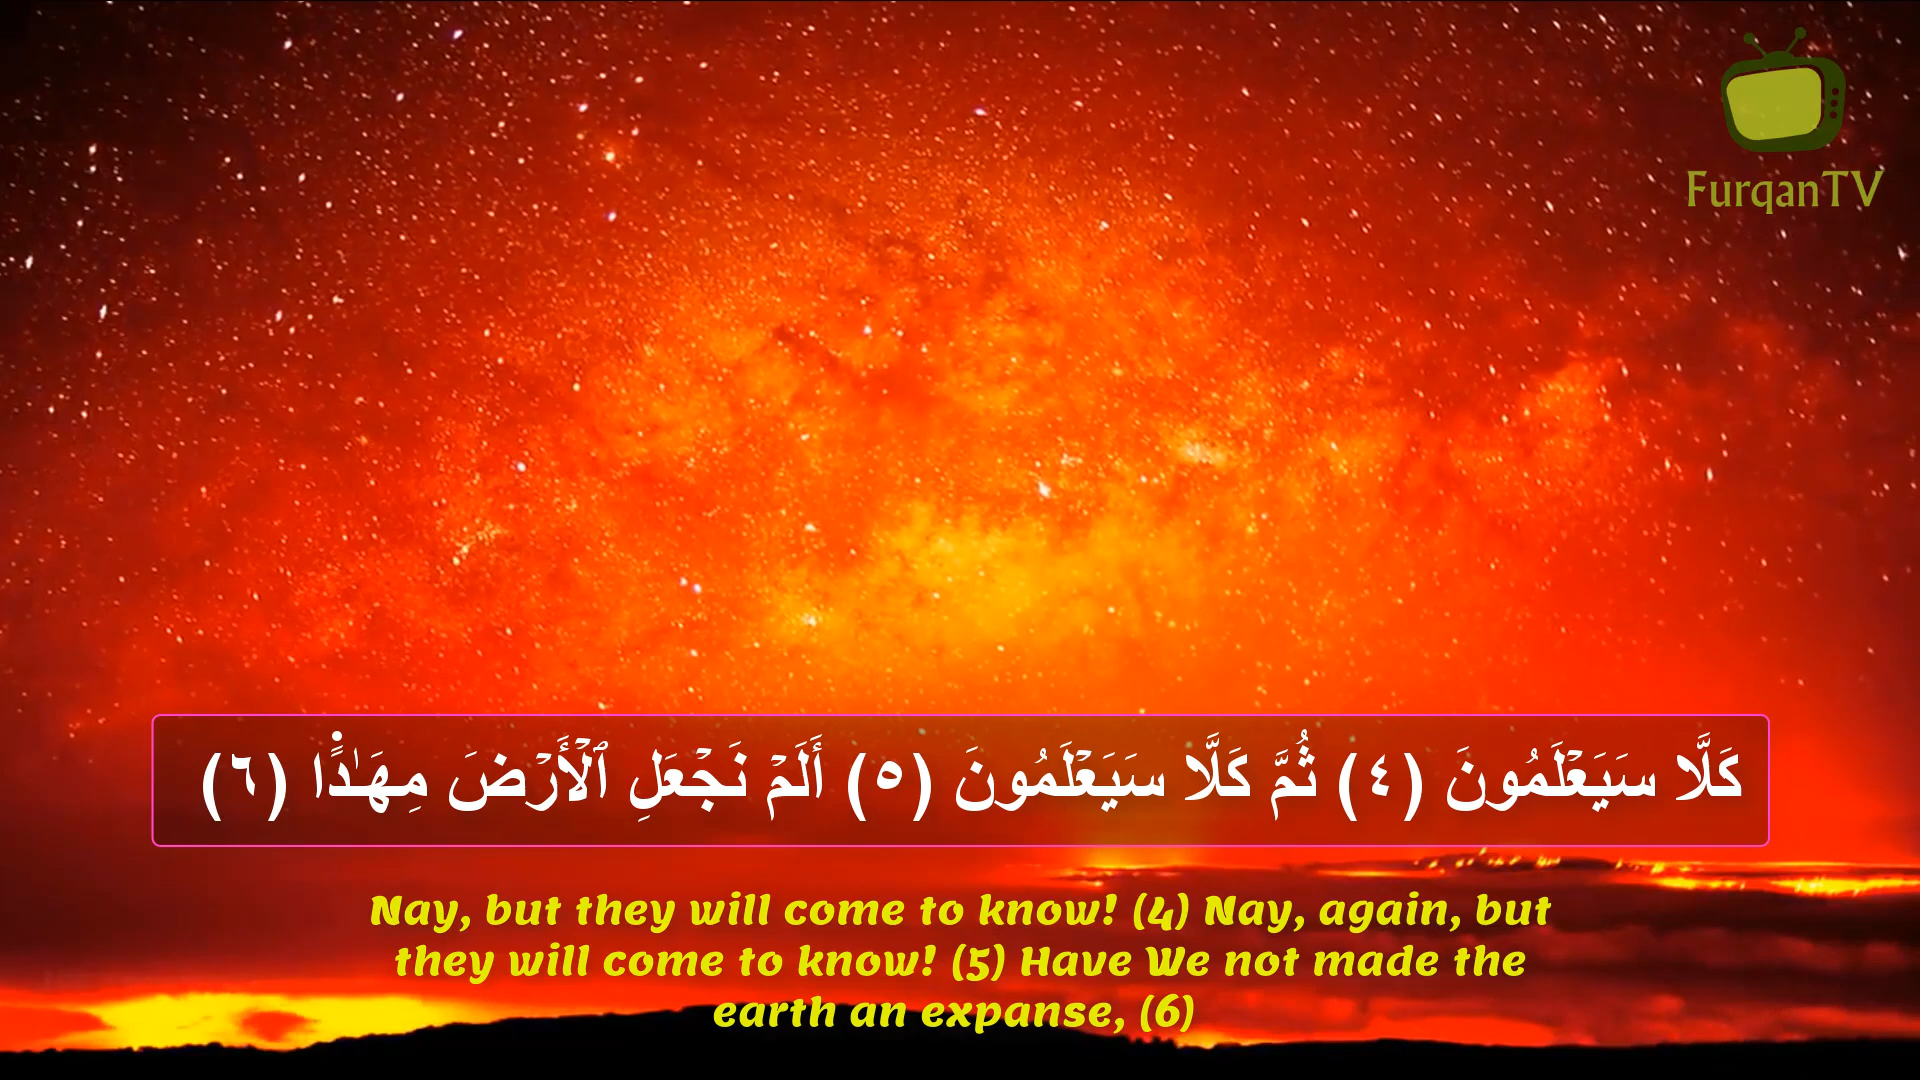 FurqanTV
كَلَّا سَيَعْلَمُونَ (٤) ثُمَّ كَلَّا سَيَعْلَمُونَ (٥) أَلَمْ نَجْعَلِ ٱلْأَرْضَ مِهَـٰدًۭا (٦)
Nay, but they will come to know! (4) Nay, again, but
they will come to know! (5) Have We not made the
earth an expanse, (6)